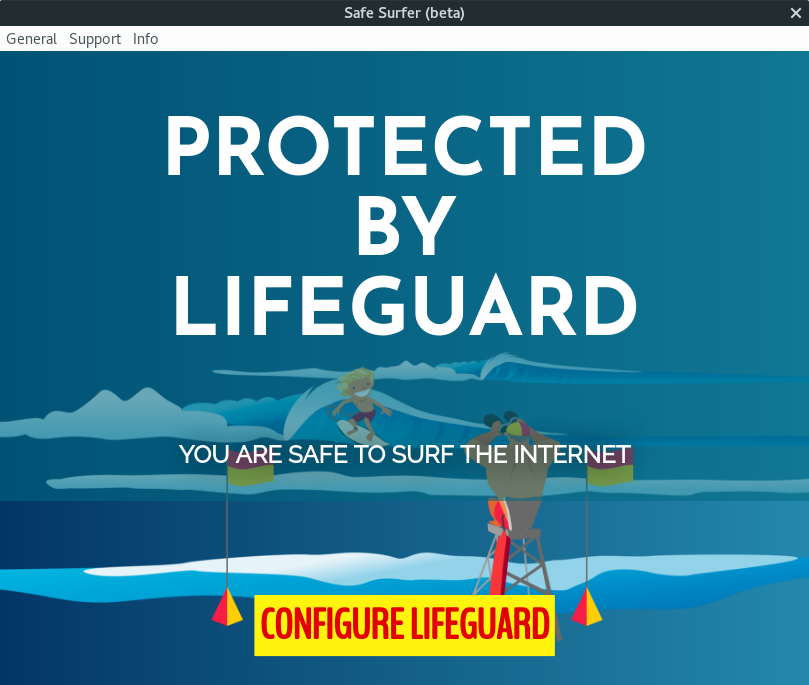 Safe Surfer (beta)
General Support Info
PROTECTED
BY
LIFEGUARD
YOU ARE SAFE TO SURF THE INTERNET
CONFIGURE LIFEGUARD